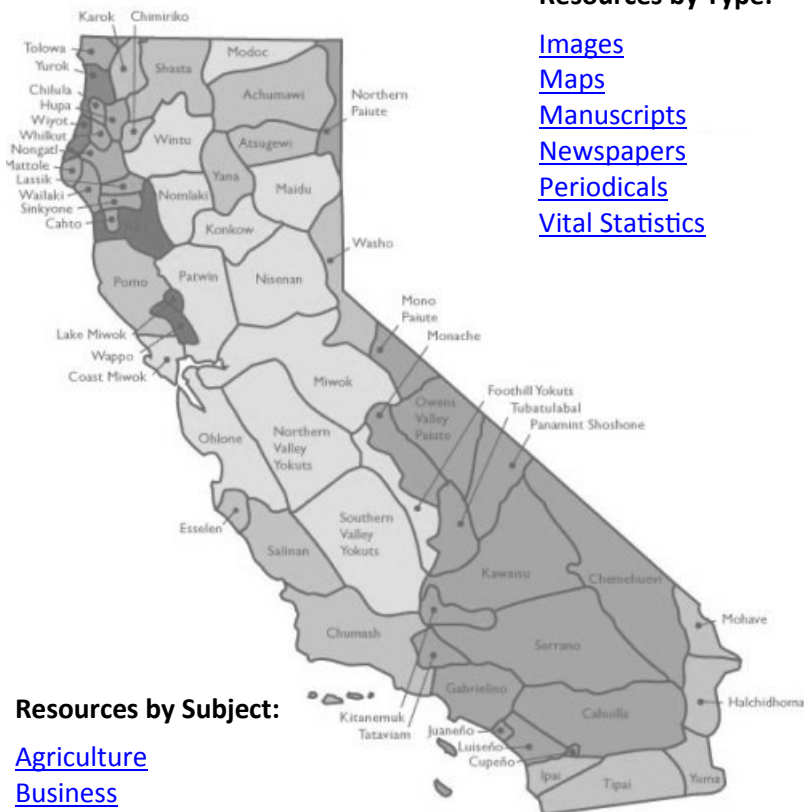 Resources by Type:
Images
Maps
Manuscripts
Newspapers
Periodicals
Vital Statistics
Karok
Chimiriko
Tolowa
Yurok
Shasta
Modoc
Northern
Paiute
Chilula
Hupa
Wiyot
Whilkut
Nongatl
Mattole
Lassik
Wailaki
Sinkyone
Cahto
Achumawi
Wintu
Atsugewi
Yana
Nomlaki
Maidu
Konkow
Washo
Pomo
Patwin
Nisenan
Mono
Paiute
Monache
Lake Miwok
Wappo
Coast Miwok
Miwok
Foothill Yokuts
Tubatulabal
Panamint Shoshone
Owens
Valley
Paiute
Ohlone
Northern
Valley
Yokuts
Esselen
Southern
Valley
Yokuts
Salinan
Kawaisu
Chemehuevi
Mohave
Chumash
Serrano
Gabrielino
Halchidhoma
Cahuilla
Kitanemuk
Tataviam
Juaneño
Luiseño
Cupeño
Ipai
Tipai
Yuma
Resources by Subject:
Agriculture
Business